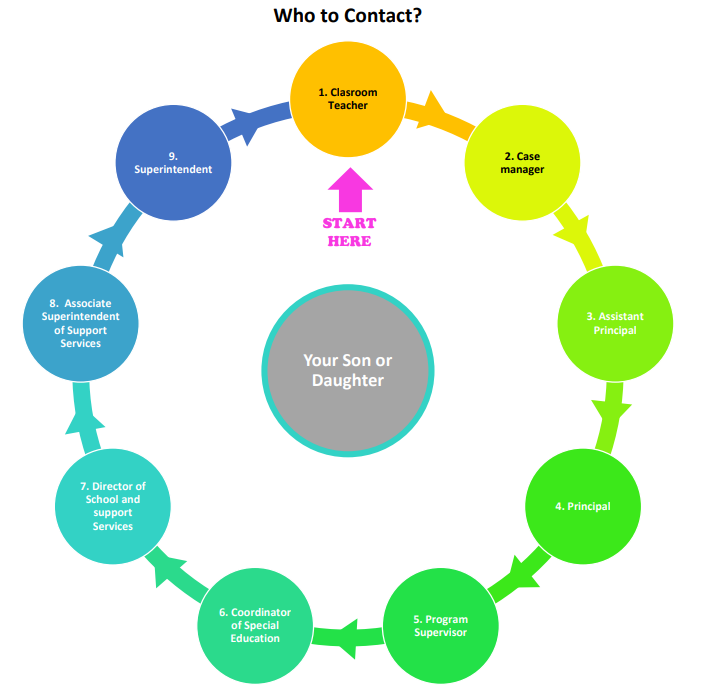 Who to Contact?
1. Clasroom
Teacher
2. Case
manager
3. Assistant
Principal
4. Principal
5. Program
Supervisor
6. Coordinator
of Special
Education
7. Director of
School and
support
Services
8. Associate
Superintendent
of Support
Services
9.
Superintendent
START
HERE
Your Son or
Daughter